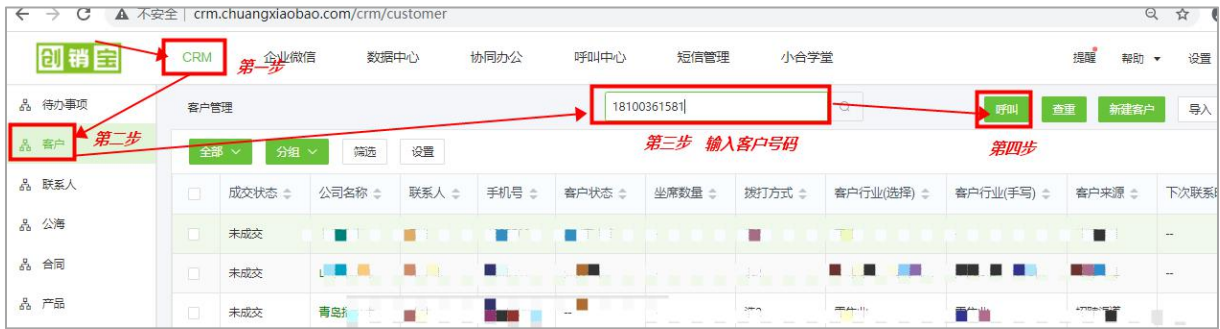 不安全 crm.chuangxiaobao.com/crm/customer
创销宝 CRM 企业微信 数据中心 协同办公 呼叫中心 短信管理 小合学堂 提醒 帮助 设置
第一步
待办事项 客户管理 18100361581 呼叫 查重 新建客户 导入
客户 第二步 全部 分组 筛选 设置 第三步 输入客户号码 第四步
联系人 成交状态 公司名称 联系人 手机号 客户状态 坐席数量 拨打方式 客户行业(选择) 客户行业(手写) 客户来源 下次联系
公海 未成交 --
合同 未成交 --
产品 未成交 青岛 --